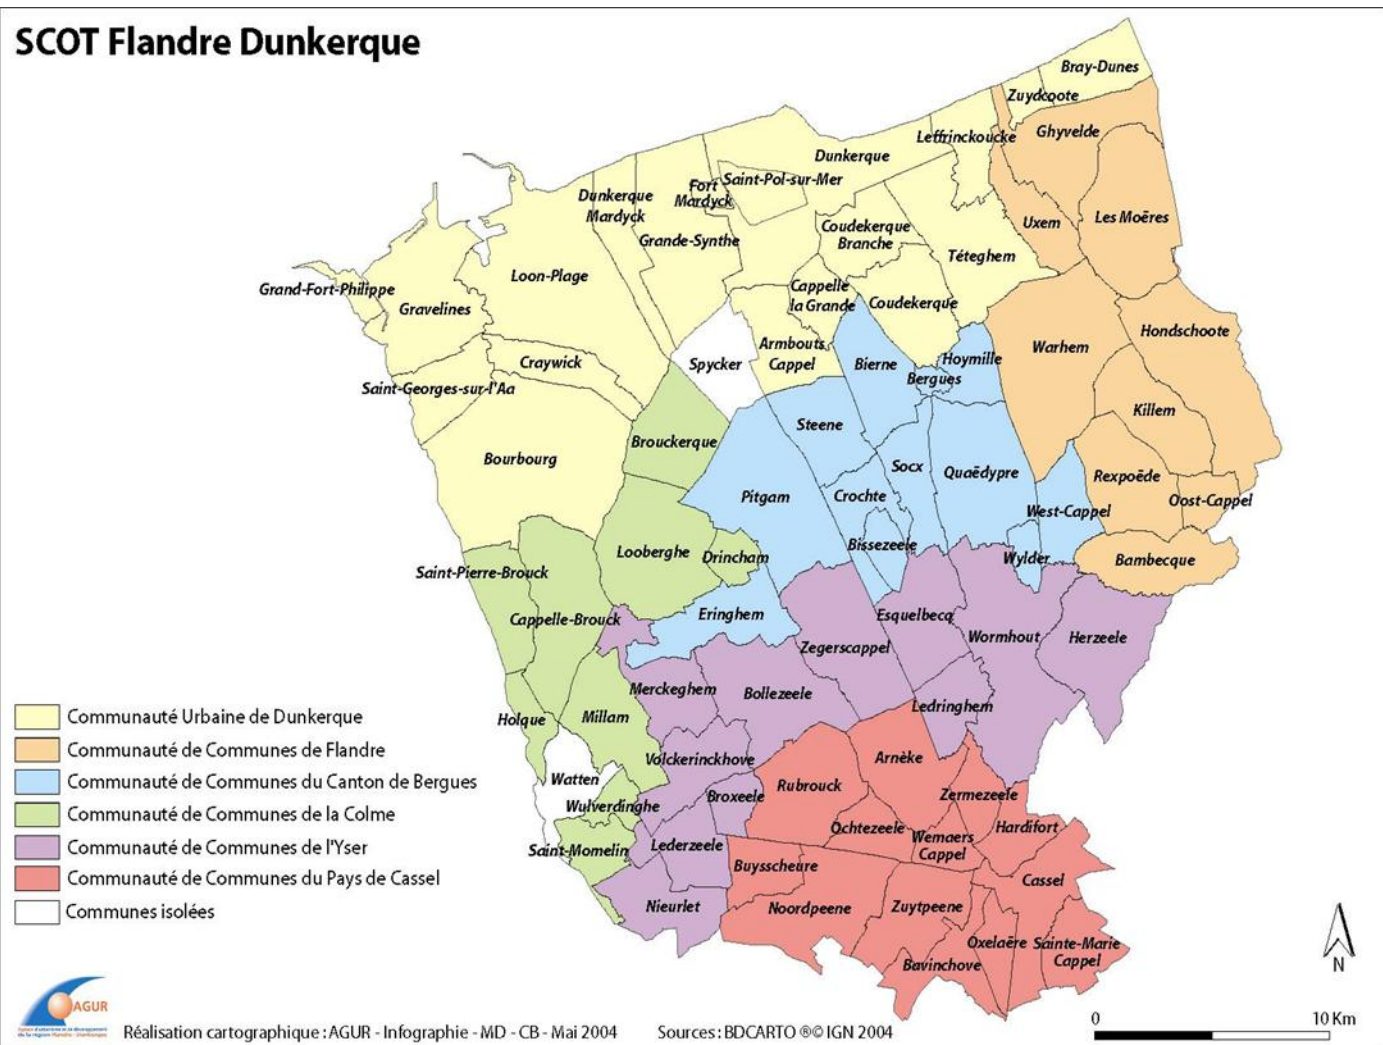 SCOT Flandre Dunkerque
Bray-Dunes
Zuydcoote
Ghyvelde
Leffrinckoucke
Dunkerque
Saint-Pol-sur-Mer
Fort
Mardyck
Dunkerque
Mardyck
Grande-Synthe
Coudekerque
Branche
Uxem
Les Moëres
Téteghem
Loon-Plage
Grand-Fort-Philippe
Gravelines
Cappelle
la Grande
Coudekerque
Hondschoote
Warhem
Armbouts
Cappel
Spycker
Craywick
Bierne
Hoymille
Bergues
Saint-Georges-sur-l'Aa
Killem
Steene
Brouckerque
Bourbourg
Socx
Quaëdypre
Rexpoëde
Pitgam
Crochte
Oost-Cappel
West-Cappel
Bissezeele
Looberghe
Drincham
Wylder
Bambecque
Saint-Pierre-Brouck
Cappelle-Brouck
Eringhem
Esquelbecq
Wormhout
Herzeele
Zegerscappel
Merckeghem
Bollezeele
Ledringhem
Holque
Millam
Volckerinckhove
Arnèke
Watten
Rubrouck
Wulverdinghe
Broxeele
Zermezeele
Ochtezeele
Wemaers
Cappel
Hardifort
Saint-Momelin
Lederzeele
Buysscheure
Cassel
Nieurlet
Noordpeene
Zuytpeene
Oxelaëre
Sainte-Marie
Cappel
Bavinchove
Communauté Urbaine de Dunkerque
Communauté de Communes de Flandre
Communauté de Communes du Canton de Bergues
Communauté de Communes de la Colme
Communauté de Communes de l'Yser
Communauté de Communes du Pays de Cassel
Communes isolées
N
0 10 Km
AGUR
Réalisation cartographique : AGUR - Infographie - MD - CB - Mai 2004 Sources : BDCARTO ®© IGN 2004